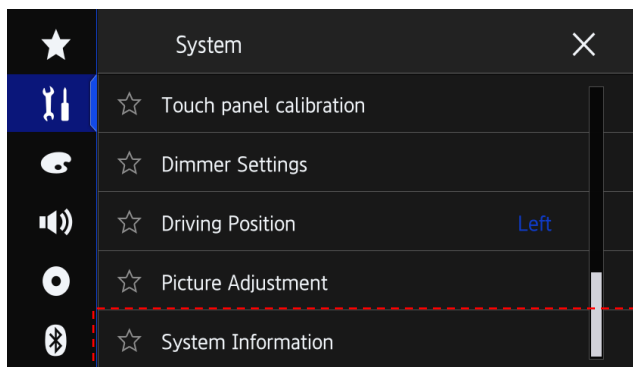 System
Touch panel calibration
Dimmer Settings
Driving Position Left
Picture Adjustment
System Information